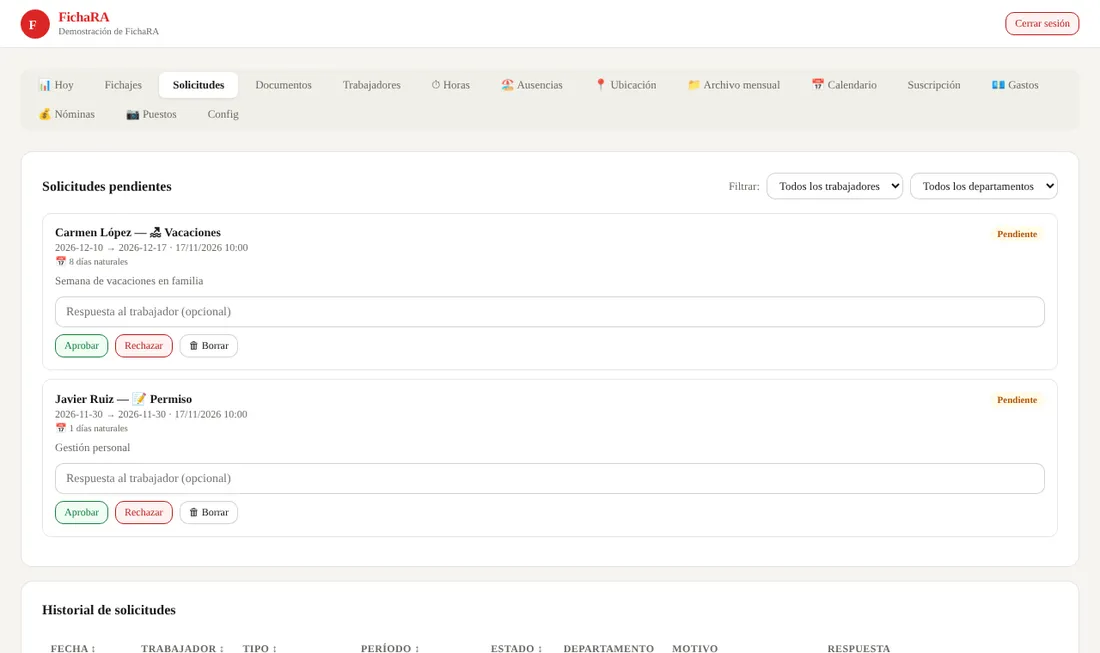 F
FichaRA
Demostración de FichaRA
Cerrar sesión
📊 Hoy Fichajes Solicitudes Documentos Trabajadores ⏱ Horas 🏖 Ausencias 📍 Ubicación 📁 Archivo mensual 📅 Calendario Suscripción 💶 Gastos
💰 Nóminas 📷 Puestos Config
Solicitudes pendientes
Filtrar: Todos los trabajadores Todos los departamentos
Carmen López — 🏖 Vacaciones Pendiente
2026-12-10 → 2026-12-17 · 17/11/2026 10:00
📅 8 días naturales
Semana de vacaciones en familia
Respuesta al trabajador (opcional)
Aprobar Rechazar 🗑 Borrar
Javier Ruiz — 📝 Permiso Pendiente
2026-11-30 → 2026-11-30 · 17/11/2026 10:00
📅 1 días naturales
Gestión personal
Respuesta al trabajador (opcional)
Aprobar Rechazar 🗑 Borrar
Historial de solicitudes
FECHA ↕ TRABAJADOR ↕ TIPO ↕ PERÍODO ↕ ESTADO ↕ DEPARTAMENTO MOTIVO RESPUESTA